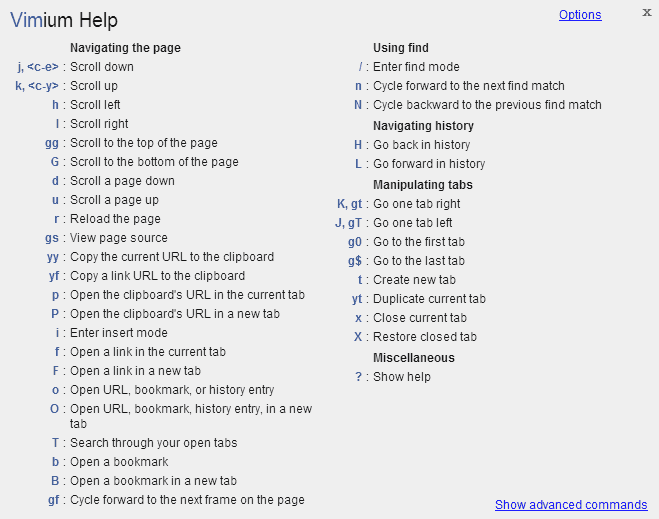 Vimium Help
Options
x
Navigating the page
j, <c-e> : Scroll down
k, <c-y> : Scroll up
h : Scroll left
l : Scroll right
gg : Scroll to the top of the page
G : Scroll to the bottom of the page
d : Scroll a page down
u : Scroll a page up
r : Reload the page
gs : View page source
yy : Copy the current URL to the clipboard
yf : Copy a link URL to the clipboard
p : Open the clipboard's URL in the current tab
P : Open the clipboard's URL in a new tab
i : Enter insert mode
f : Open a link in the current tab
F : Open a link in a new tab
o : Open URL, bookmark, or history entry
O : Open URL, bookmark, history entry, in a new
tab
T : Search through your open tabs
b : Open a bookmark
B : Open a bookmark in a new tab
gf : Cycle forward to the next frame on the page
Using find
/ : Enter find mode
n : Cycle forward to the next find match
N : Cycle backward to the previous find match
Navigating history
H : Go back in history
L : Go forward in history
Manipulating tabs
K, gt : Go one tab right
J, gT : Go one tab left
g0 : Go to the first tab
g$ : Go to the last tab
t : Create new tab
yt : Duplicate current tab
x : Close current tab
X : Restore closed tab
Miscellaneous
? : Show help
Show advanced commands